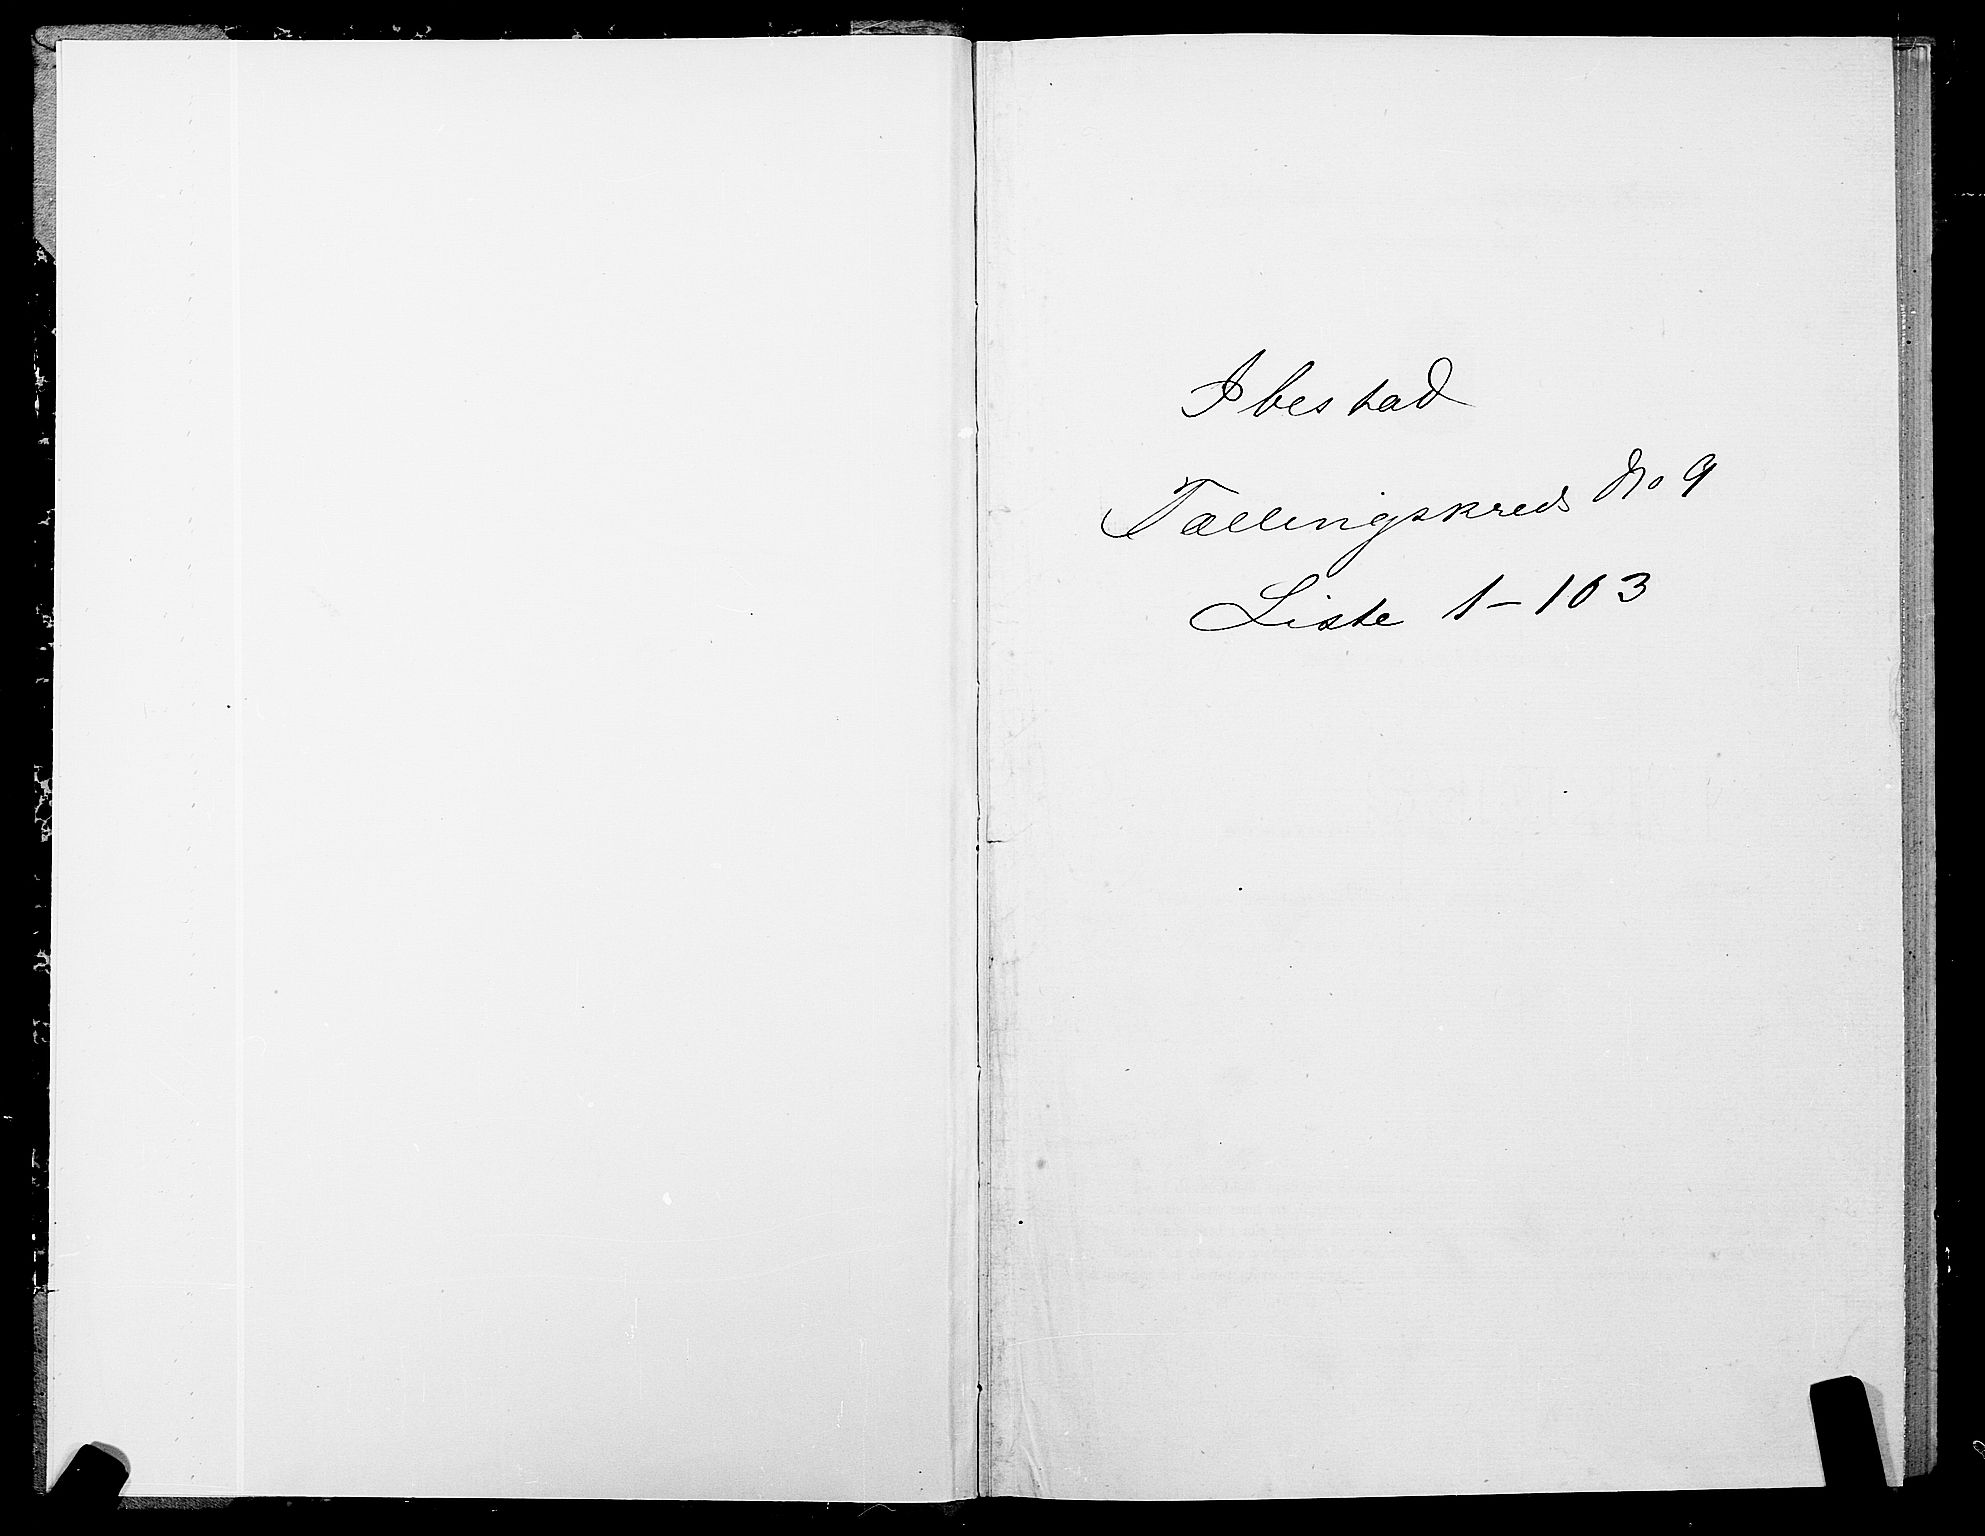 Ibestad
Tællingskreds No 9
Liste 1-103